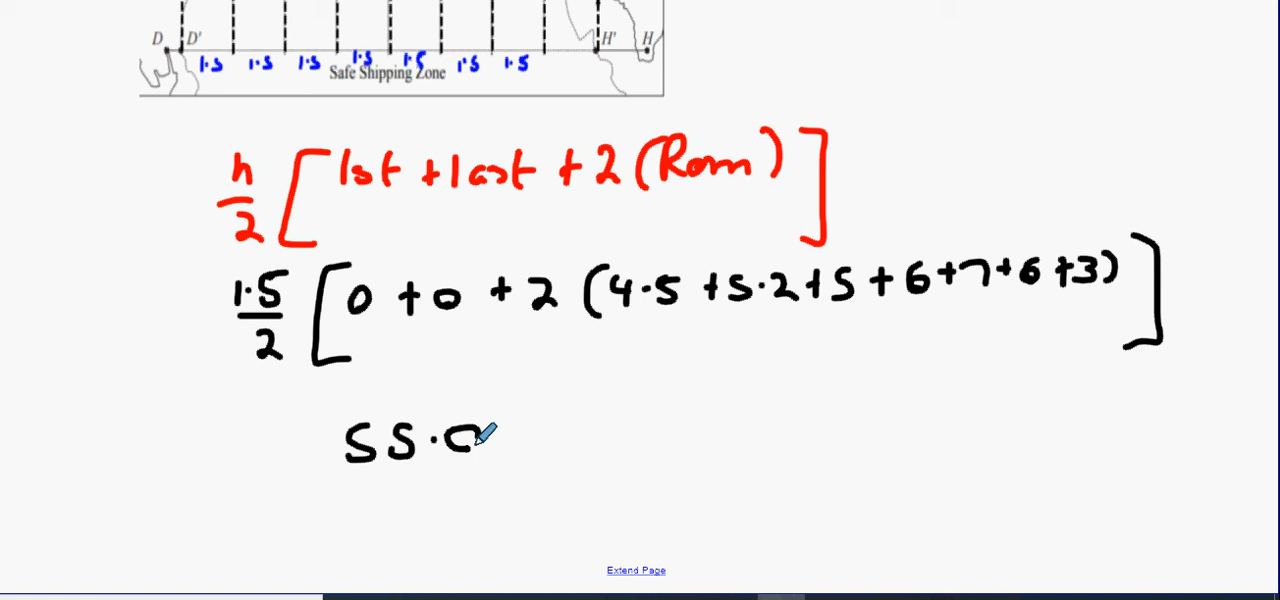 D D' H' H
1.5 1.5 1.5 1.5 1.5 1.5 1.5
Safe Shipping Zone
h/2 [ 1st + last + 2 (Rom) ]
1.5/2 [ 0 + 0 + 2 (4.5 + 5.2 + 5 + 6 + 7 + 6 + 3) ]
55.0
Extend Page